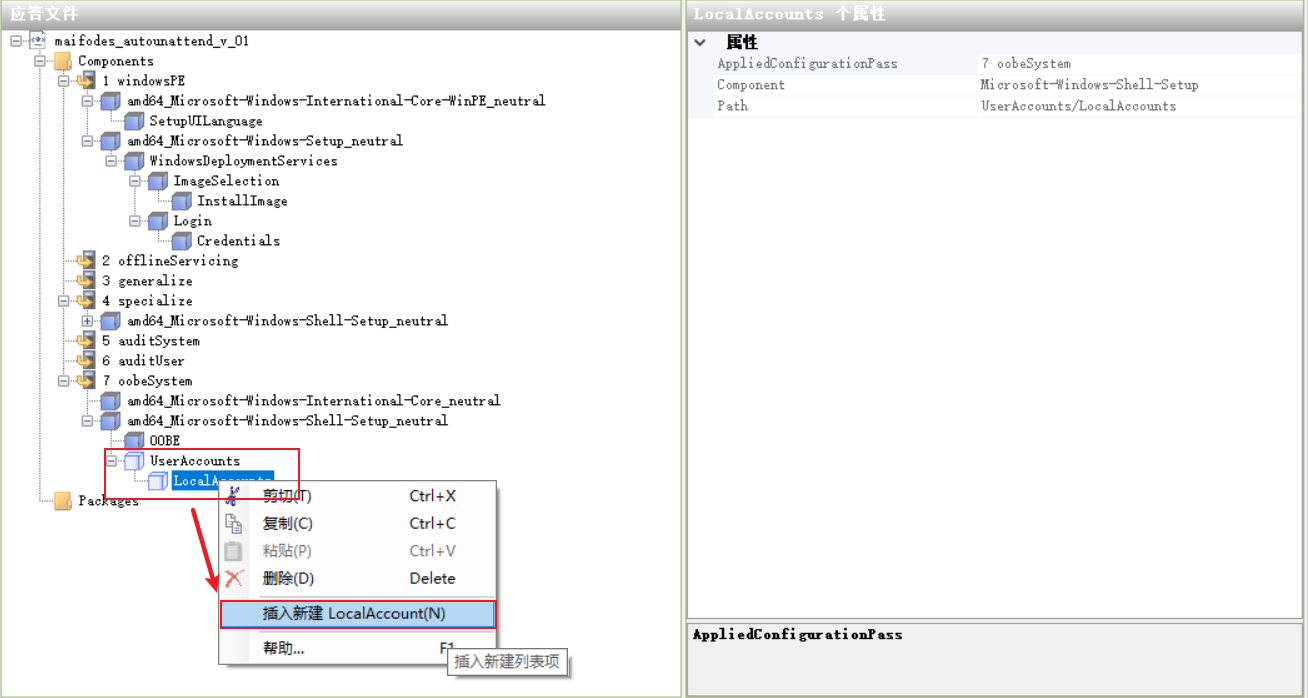 应答文件
maifodes_autounattend_v_01
Components
1 windowsPE
amd64_Microsoft-Windows-International-Core-WinPE_neutral
SetupUILanguage
amd64_Microsoft-Windows-Setup_neutral
WindowsDeploymentServices
ImageSelection
InstallImage
Login
Credentials
2 offlineServicing
3 generalize
4 specialize
amd64_Microsoft-Windows-Shell-Setup_neutral
5 auditSystem
6 auditUser
7 oobeSystem
amd64_Microsoft-Windows-International-Core_neutral
amd64_Microsoft-Windows-Shell-Setup_neutral
OOBE
UserAccounts
LocalAccounts
Packages
剪切(T) Ctrl+X
复制(C) Ctrl+C
粘贴(P) Ctrl+V
删除(D) Delete
插入新建 LocalAccount(N)
帮助... F1
插入新建列表项
LocalAccounts 个属性
属性
AppliedConfigurationPass 7 oobeSystem
Component Microsoft-Windows-Shell-Setup
Path UserAccounts/LocalAccounts
AppliedConfigurationPass